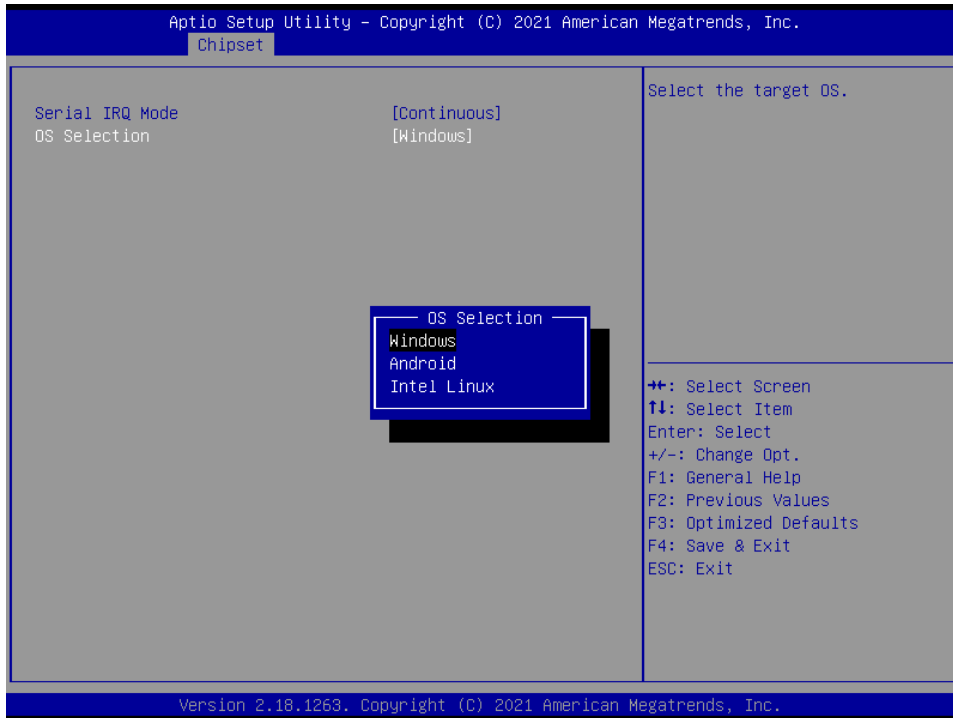 Aptio Setup Utility – Copyright (C) 2021 American Megatrends, Inc.
Chipset
Serial IRQ Mode [Continuous]
OS Selection [Windows]
Select the target OS.
OS Selection
Windows
Android
Intel Linux
→←: Select Screen
↑↓: Select Item
Enter: Select
+/-: Change Opt.
F1: General Help
F2: Previous Values
F3: Optimized Defaults
F4: Save & Exit
ESC: Exit
Version 2.18.1263. Copyright (C) 2021 American Megatrends, Inc.